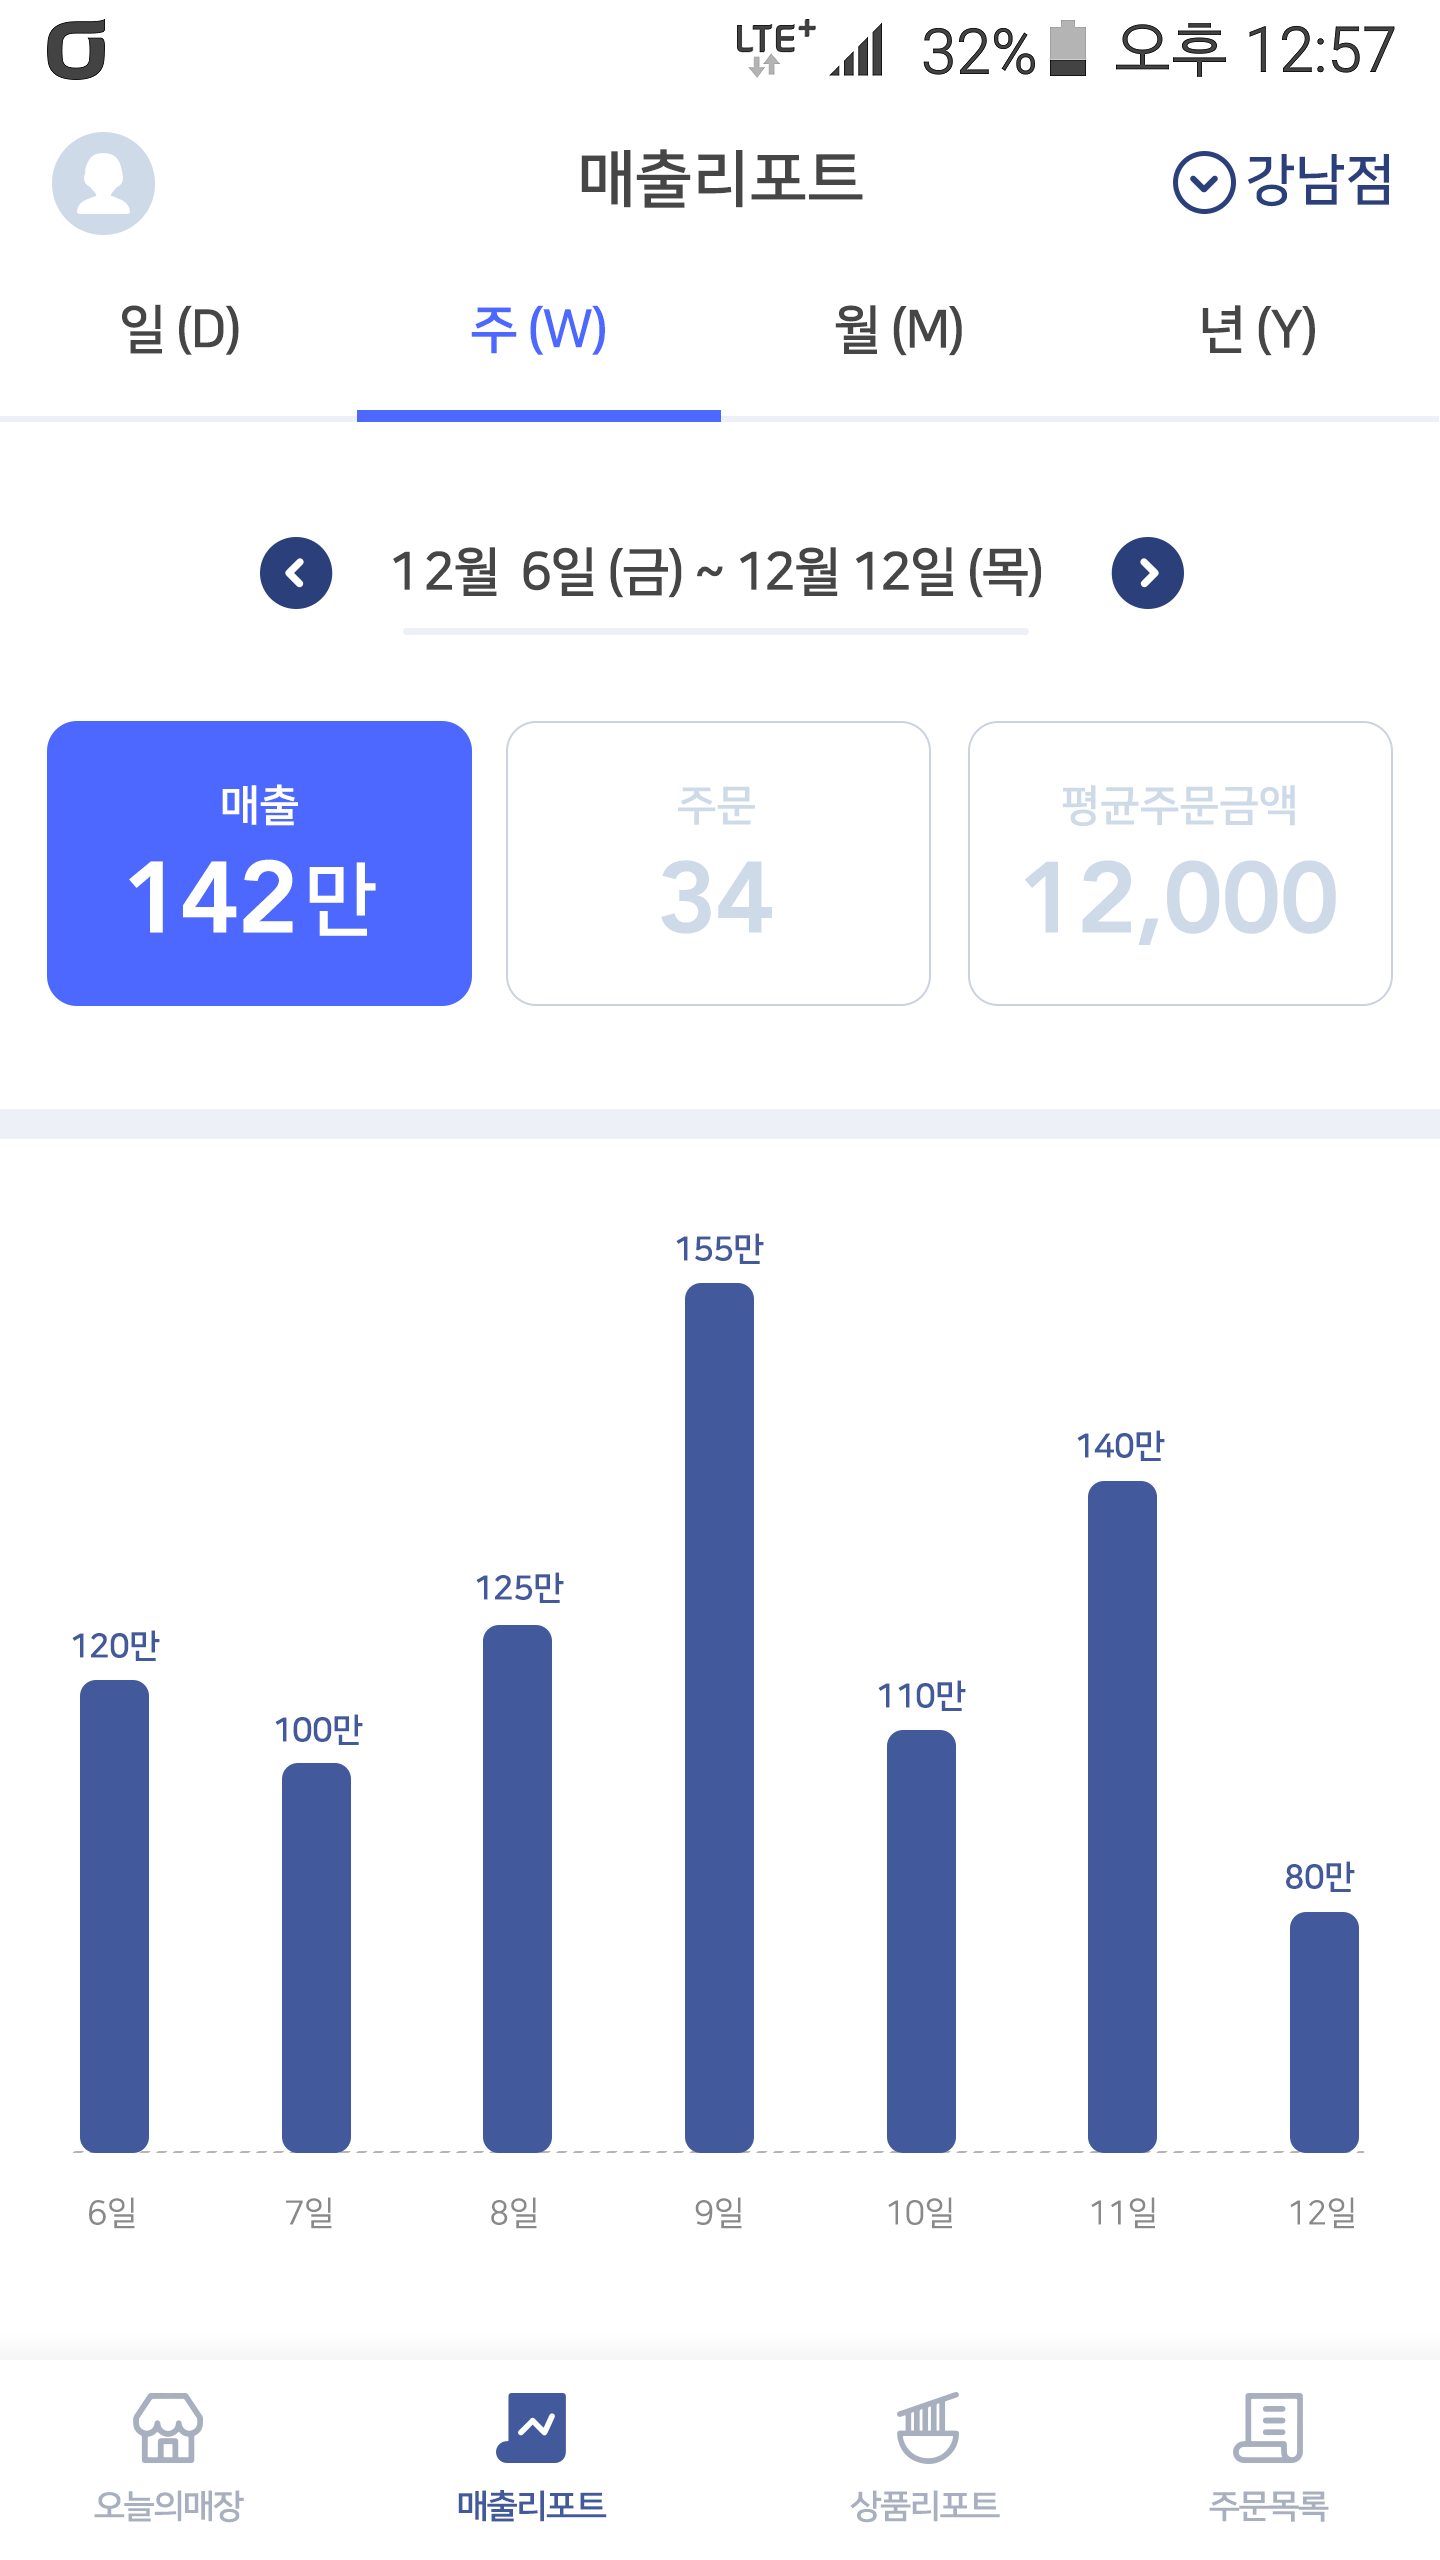 LTE+ 32% 오후 12:57
매출리포트 강남점
일 (D) 주 (W) 월 (M) 년 (Y)
12월 6일 (금) ~ 12월 12일 (목)
매출 주문 평균주문금액
142만 34 12,000
155만
140만
125만
120만
110만
100만
80만
6일 7일 8일 9일 10일 11일 12일
오늘의매장 매출리포트 상품리포트 주문목록